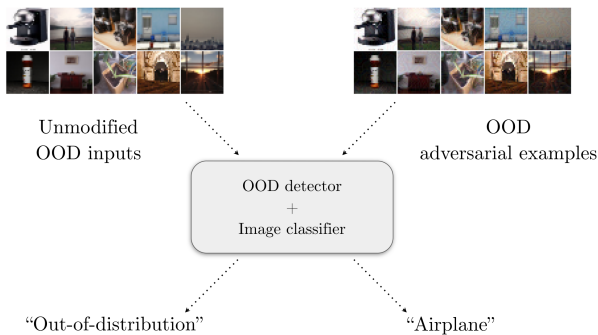 Unmodified
OOD inputs
OOD
adversarial examples
OOD detector
+
Image classifier
“Out-of-distribution”
“Airplane”